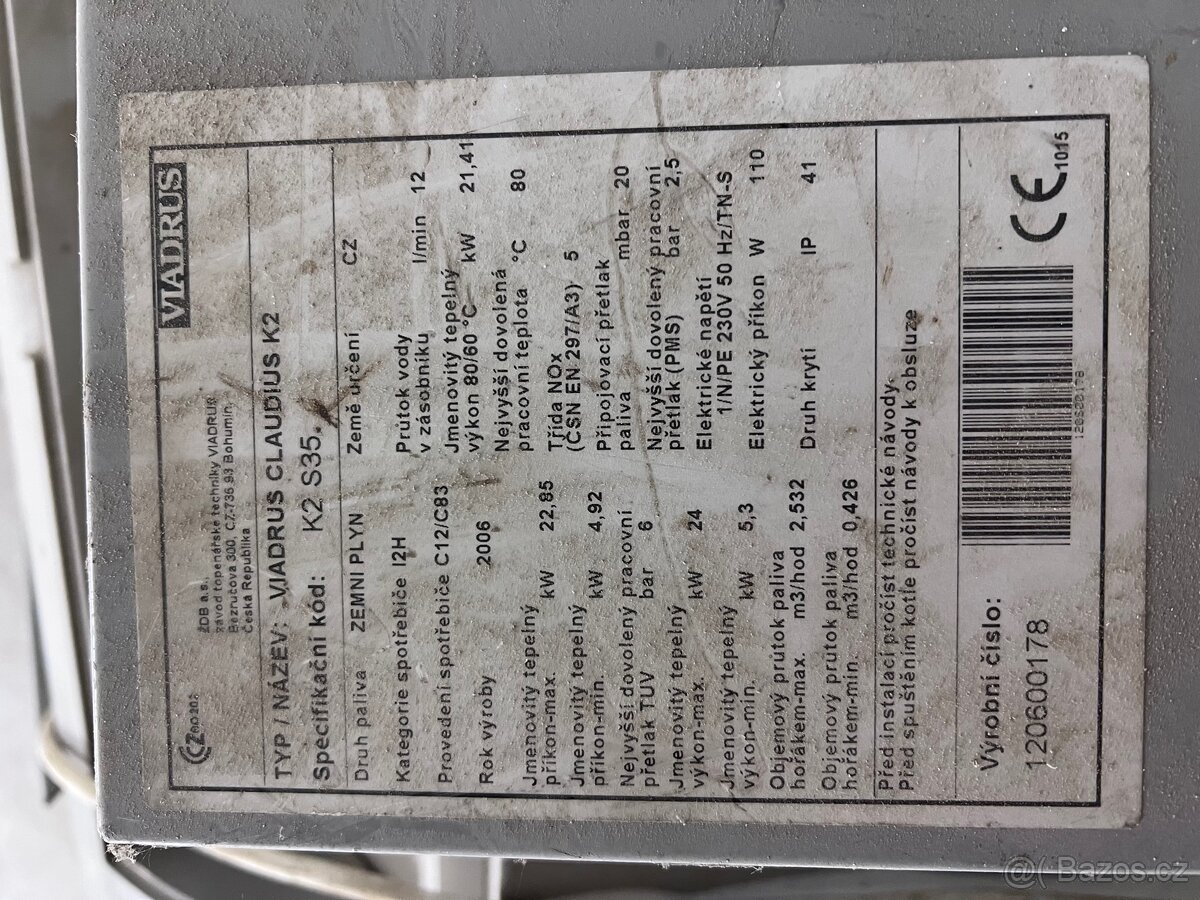 VIADRUS
ŽDB a.s.,
závod topenářské techniky VIADRUS
Bezručova 300, CZ-735 93 Bohumín,
Česká Republika
TYP / NÁZEV: VIADRUS CLAUDIUS K2
Specifikační kód: K2 S35.
Druh paliva ZEMNÍ PLYN
Kategorie spotřebiče I2H
Provedení spotřebiče C12/C83
Rok výroby 2006
Jmenovitý tepelný
příkon-max. kW 22,85
Jmenovitý tepelný
příkon-min. kW 4,92
Nejvyšší dovolený pracovní
přetlak TUV bar 6
Jmenovitý tepelný
výkon-max. kW 24
Jmenovitý tepelný
výkon-min. kW 5,3
Objemový průtok paliva
hořákem-max. m3/hod 2,532
Objemový průtok paliva
hořákem-min. m3/hod 0,426
Země určení CZ
Průtok vody
v zásobníku l/min 12
Jmenovitý tepelný
výkon 80/60 °C kW 21,41
Nejvyšší dovolená
pracovní teplota °C 80
Třída NOx
(ČSN EN 297/A3) 5
Připojovací přetlak
paliva mbar 20
Nejvyšší dovolený pracovní
přetlak (PMS) bar 2,5
Elektrické napětí
1/N/PE 230V 50 Hz/TN-S
Elektrický příkon W 110
Druh krytí IP 41
Před instalací pročíst technické návody.
Před spuštěním kotle pročíst návody k obsluze
Výrobní číslo:
120600178
120600178
CE 1015
@( Bazos.cz